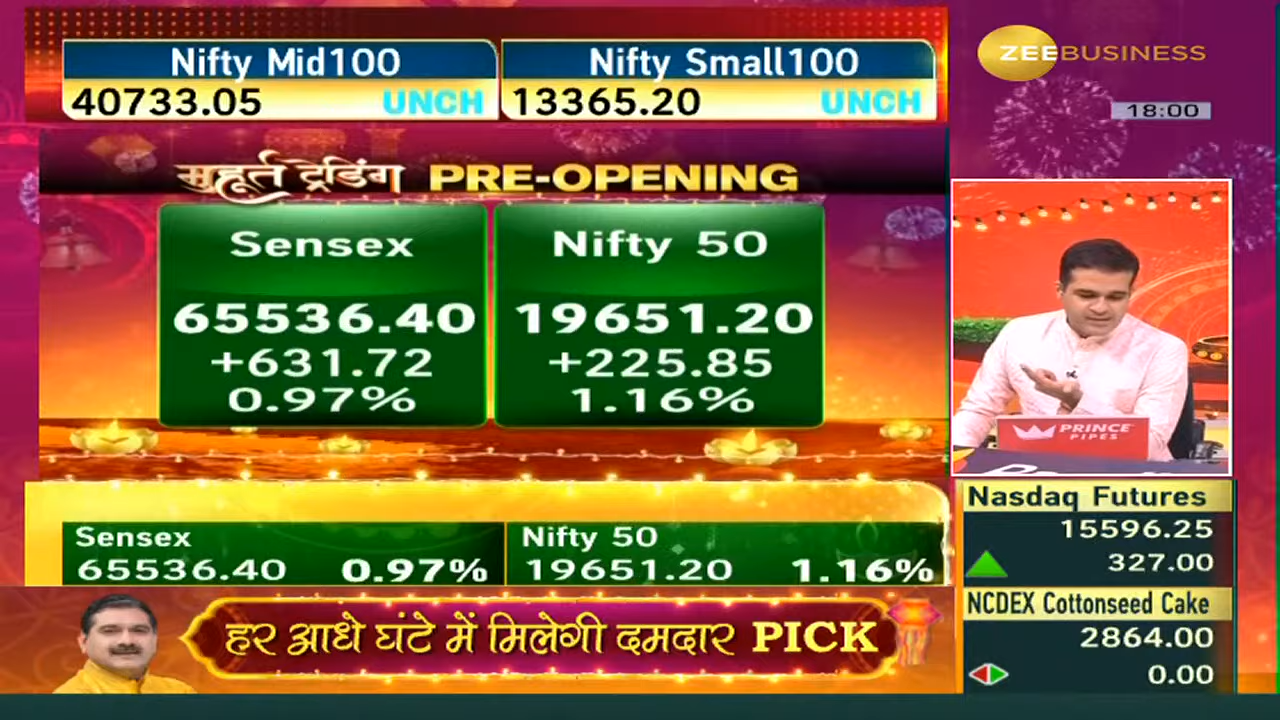 Nifty Mid100
40733.05 UNCH
Nifty Small100
13365.20 UNCH
ZEEBUSINESS
18:00
मुहूर्त ट्रेडिंग PRE-OPENING
Sensex
65536.40
+631.72
0.97%
Nifty 50
19651.20
+225.85
1.16%
PRINCE
PIPES
Sensex
65536.40 0.97%
Nifty 50
19651.20 1.16%
Nasdaq Futures
15596.25
327.00
NCDEX Cottonseed Cake
2864.00
0.00
हर आधे घंटे में मिलेगी दमदार PICK